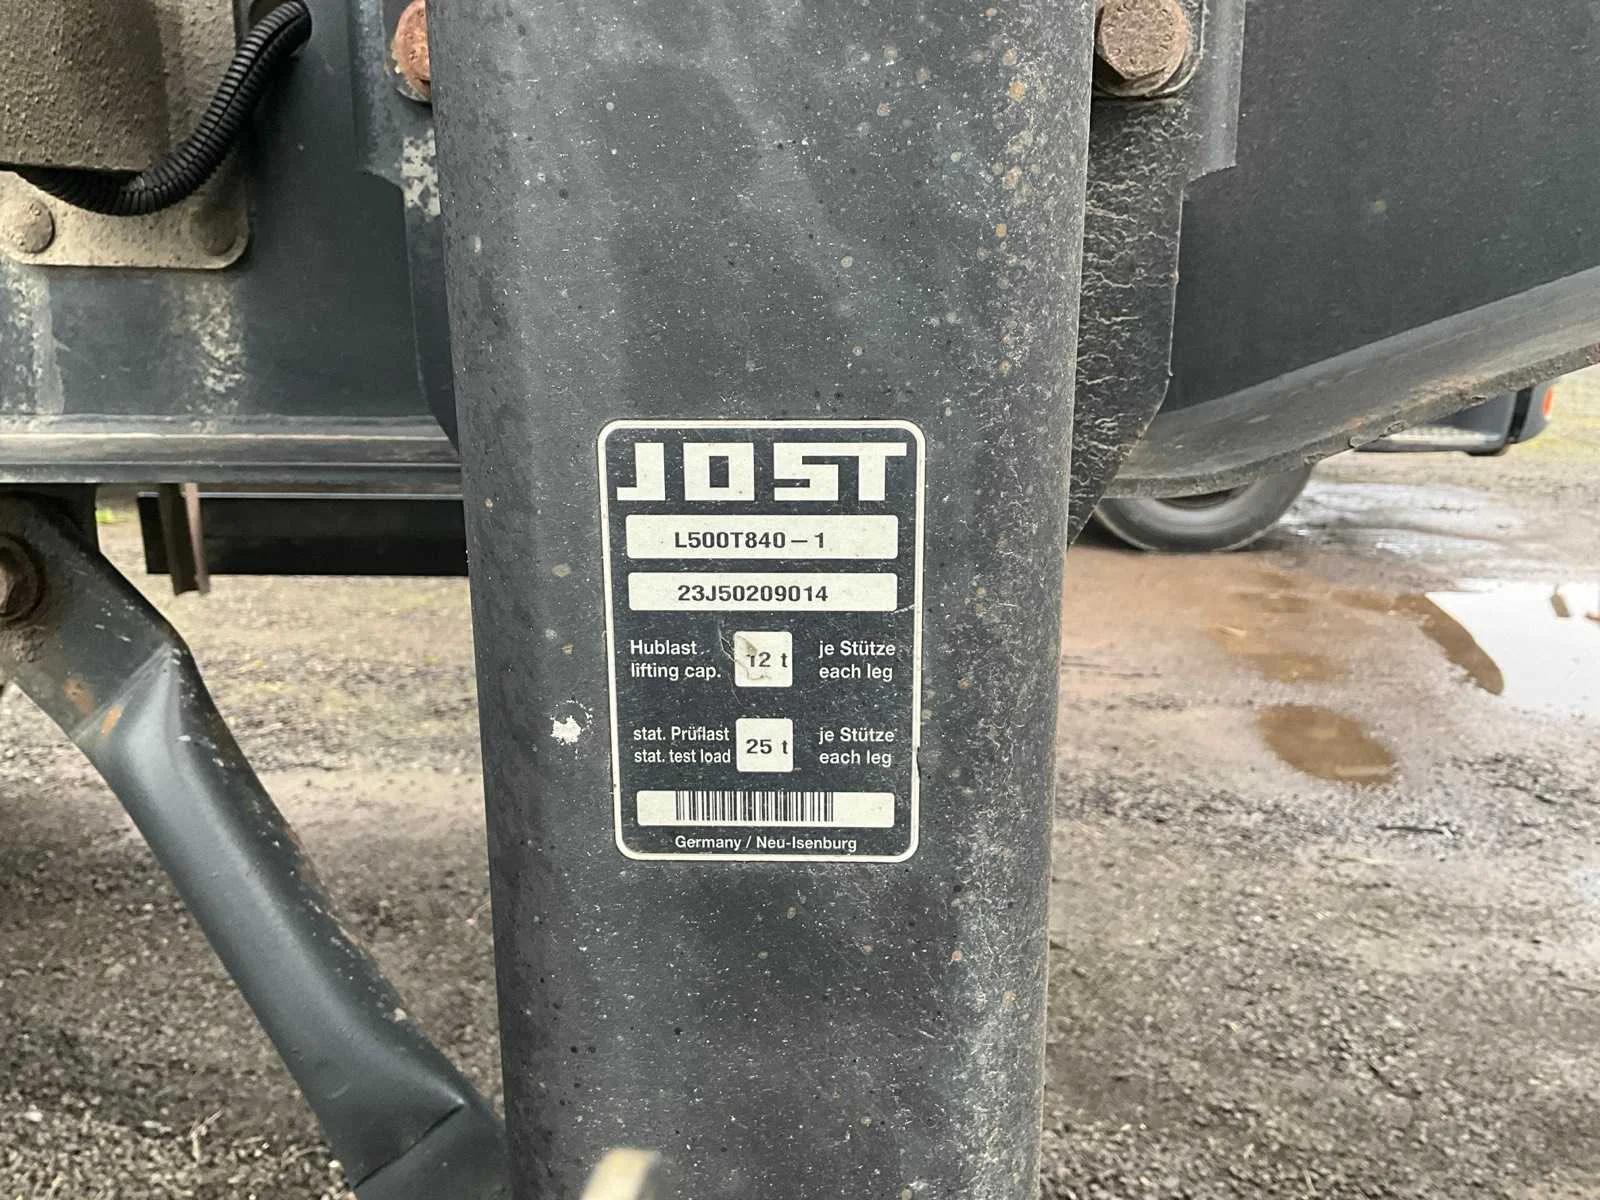 JOST
L500T840-1
23J50209014
Hublast 12 t je Stütze
lifting cap. each leg
stat. Prüflast 25 t je Stütze
stat. test load each leg
Germany / Neu-Isenburg